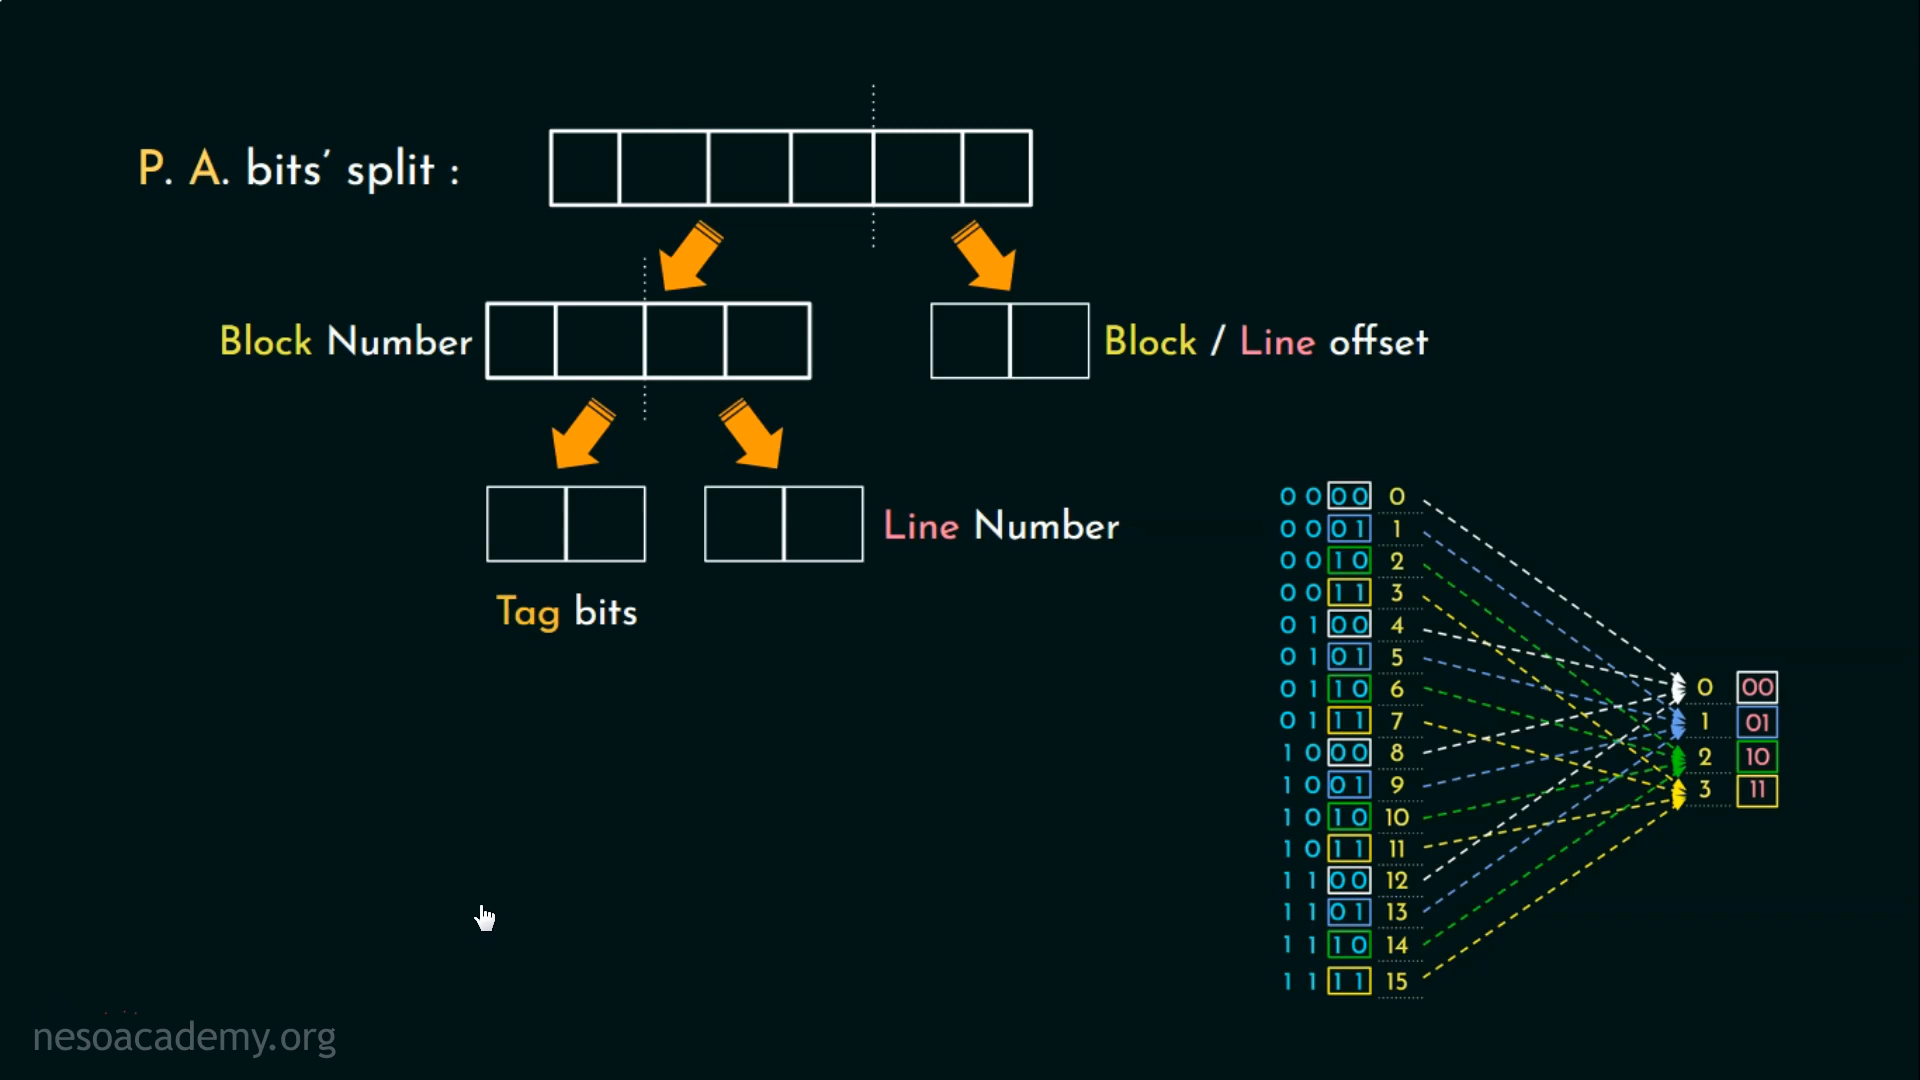 P. A. bits’ split :
Block Number
Block / Line offset
Line Number
Tag bits
0 0 0 0 0
0 0 0 1 1
0 0 1 0 2
0 0 1 1 3
0 1 0 0 4
0 1 0 1 5
0 1 1 0 6
0 1 1 1 7
1 0 0 0 8
1 0 0 1 9
1 0 1 0 10
1 0 1 1 11
1 1 0 0 12
1 1 0 1 13
1 1 1 0 14
1 1 1 1 15
0 00
1 01
2 10
3 11
nesoacademy.org